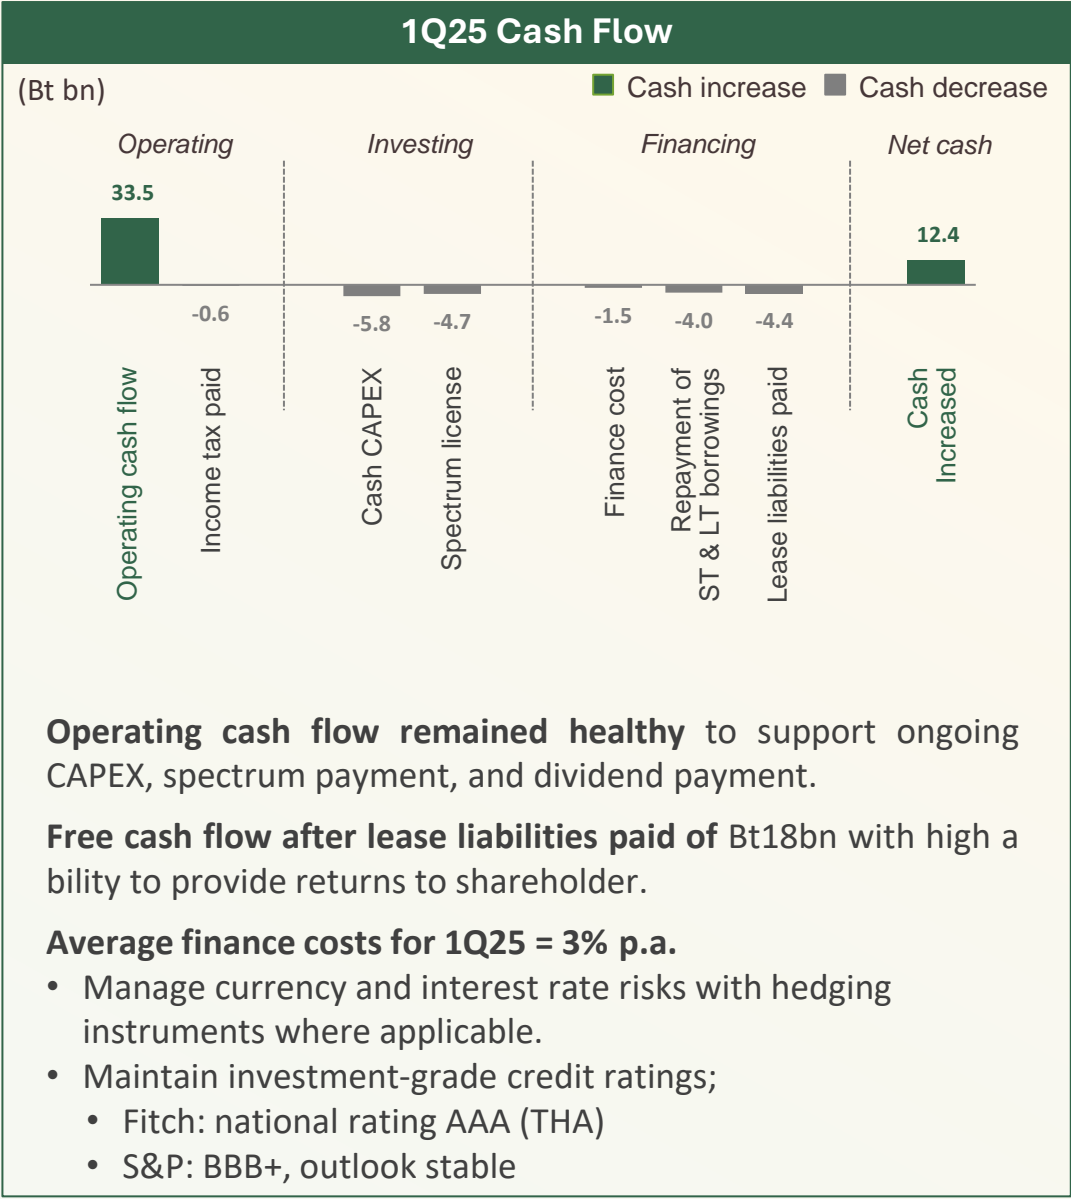 1Q25 Cash Flow
(Bt bn)
Cash increase
Cash decrease
Operating
Investing
Financing
Net cash
33.5
12.4
-0.6
-5.8
-4.7
-1.5
-4.0
-4.4
Operating cash flow
Income tax paid
Cash CAPEX
Spectrum license
Finance cost
Repayment of
ST & LT borrowings
Lease liabilities paid
Cash
Increased
Operating cash flow remained healthy to support ongoing
CAPEX, spectrum payment, and dividend payment.
Free cash flow after lease liabilities paid of Bt18bn with high a
bility to provide returns to shareholder.
Average finance costs for 1Q25 = 3% p.a.
• Manage currency and interest rate risks with hedging
instruments where applicable.
• Maintain investment-grade credit ratings;
• Fitch: national rating AAA (THA)
• S&P: BBB+, outlook stable